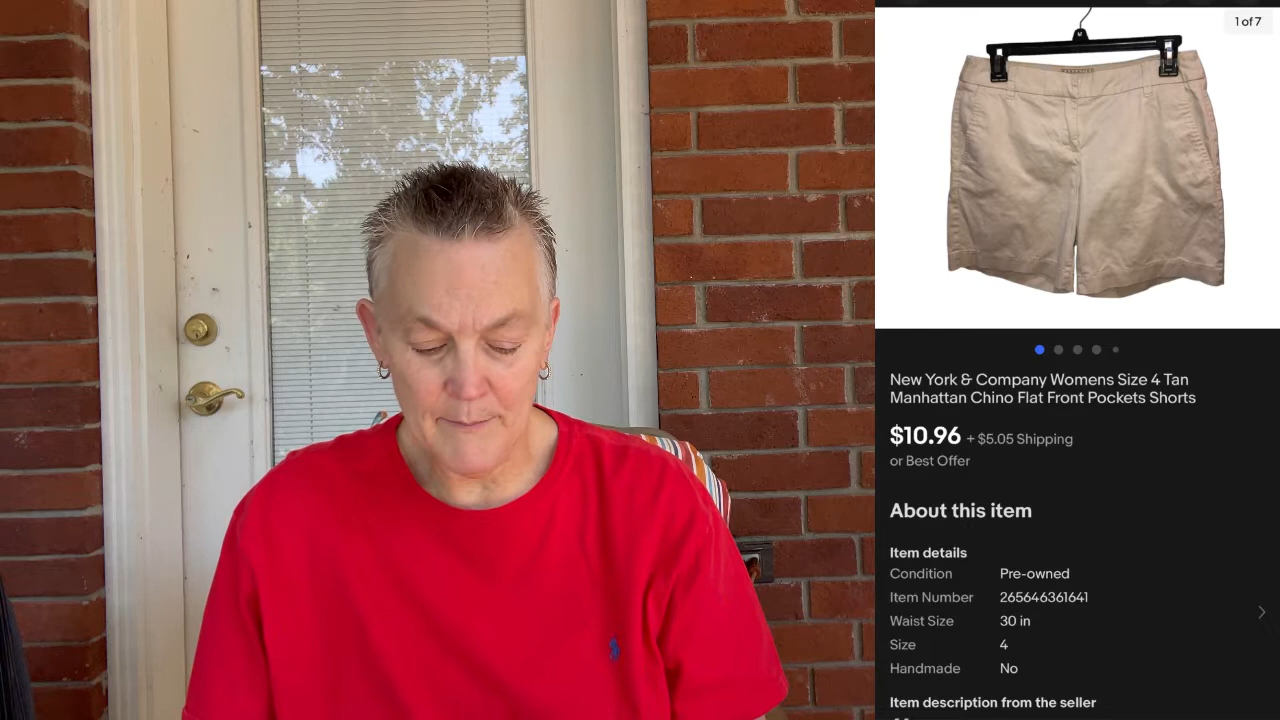 1 of 7
New York & Company Womens Size 4 Tan
Manhattan Chino Flat Front Pockets Shorts
$10.96 + $5.05 Shipping
or Best Offer
About this item
Item details
Condition Pre-owned
Item Number 265646361641
Waist Size 30 in
Size 4
Handmade No
Item description from the seller